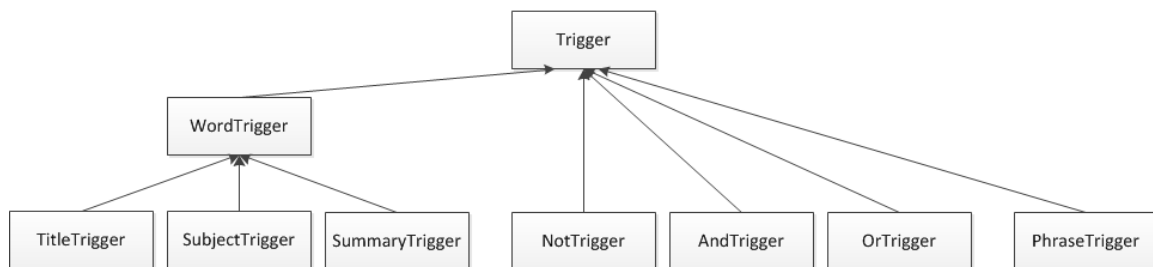 Trigger
WordTrigger
TitleTrigger
SubjectTrigger
SummaryTrigger
NotTrigger
AndTrigger
OrTrigger
PhraseTrigger